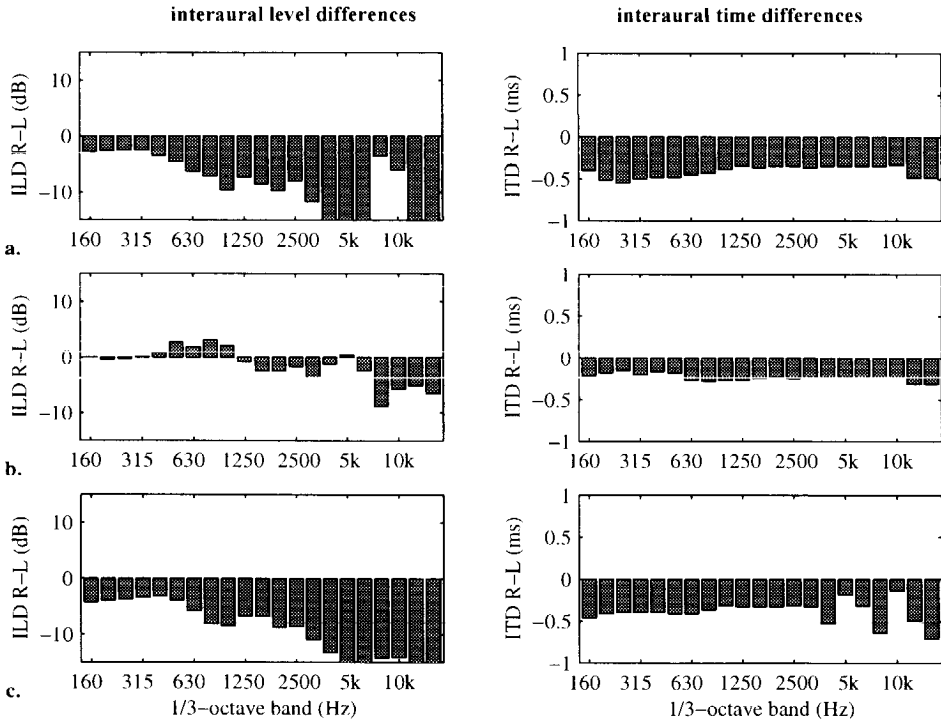 interaural level differences
interaural time differences
ILD R−L (dB)
10
0
−10
160 315 630 1250 2500 5k 10k
a.
ITD R−L (ms)
1
0.5
0
−0.5
−1
160 315 630 1250 2500 5k 10k
ILD R−L (dB)
10
0
−10
160 315 630 1250 2500 5k 10k
b.
ITD R−L (ms)
1
0.5
0
−0.5
−1
160 315 630 1250 2500 5k 10k
ILD R−L (dB)
10
0
−10
160 315 630 1250 2500 5k 10k
c.
1/3−octave band (Hz)
ITD R−L (ms)
1
0.5
0
−0.5
−1
160 315 630 1250 2500 5k 10k
1/3−octave band (Hz)